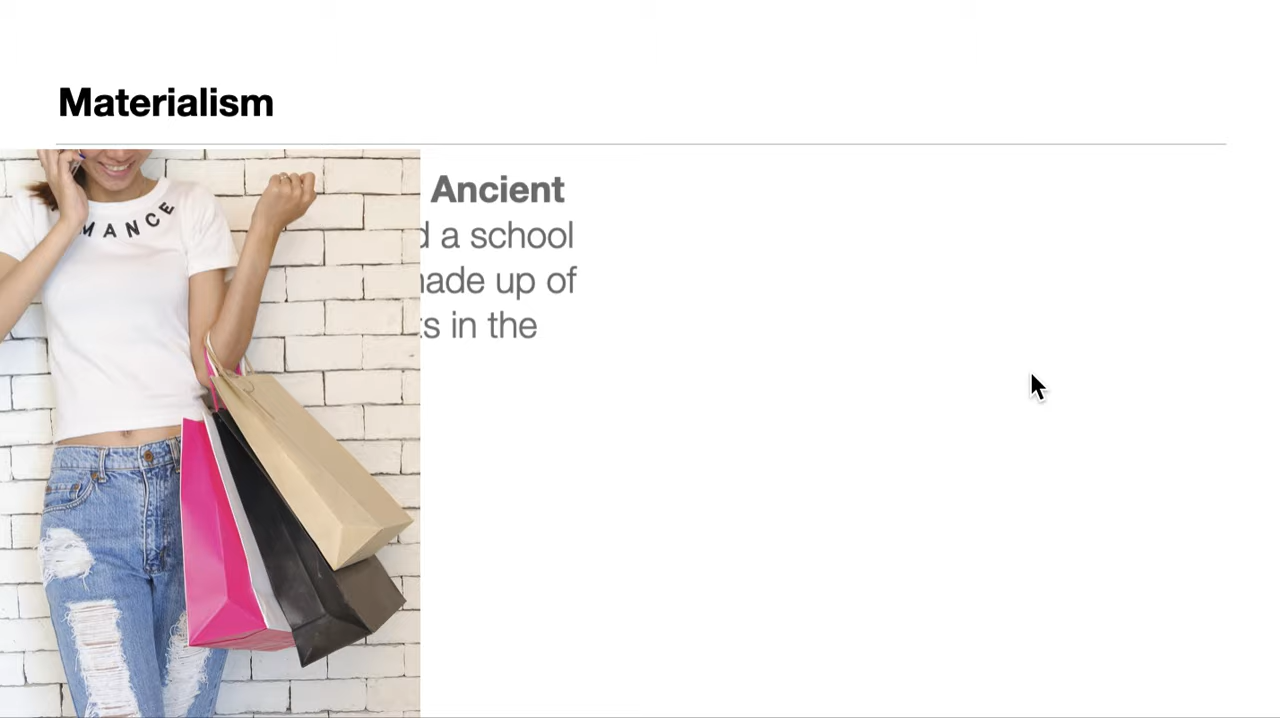 Materialism
MANCE
Ancient
d a school
ade up of
s in the